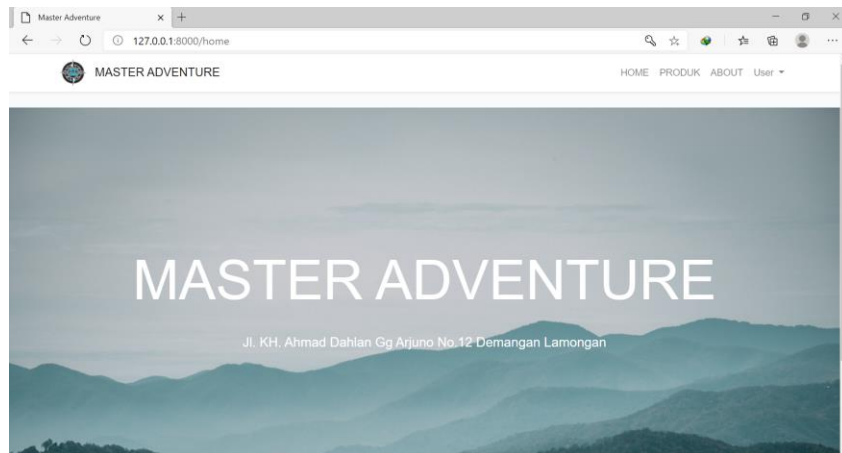 Master Adventure
127.0.0.1:8000/home
MASTER ADVENTURE
HOME PRODUK ABOUT User
MASTER ADVENTURE
Jl. KH. Ahmad Dahlan Gg Arjuno No.12 Demangan Lamongan